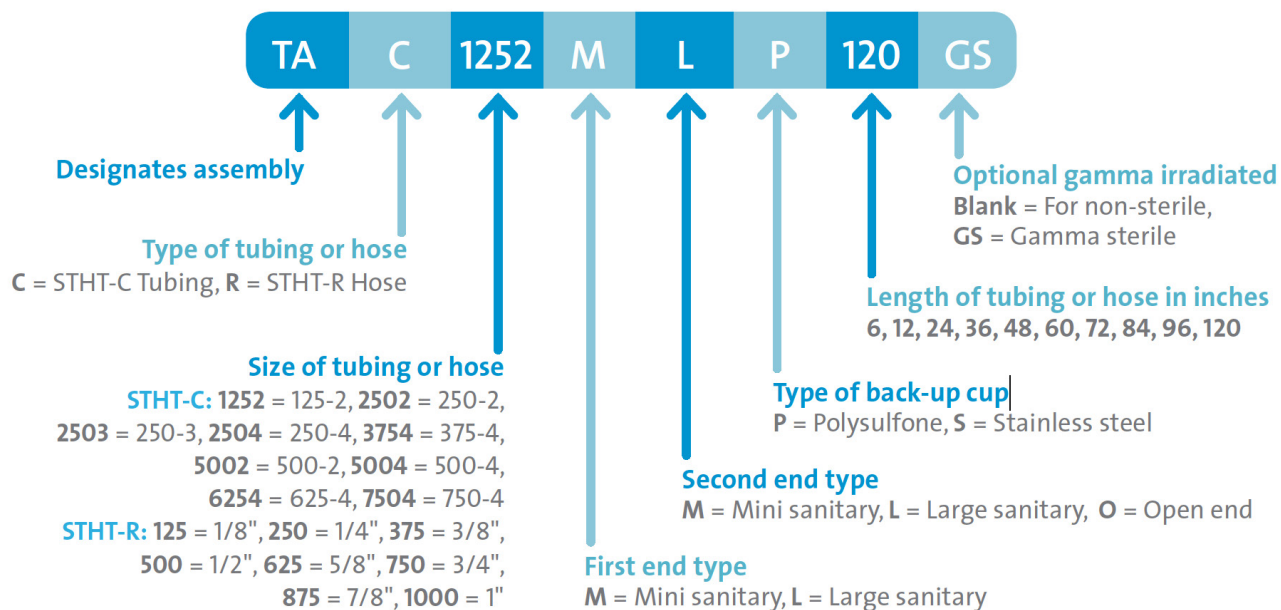 TA C 1252 M L P 120 GS
Designates assembly
Type of tubing or hose
C = STHT-C Tubing, R = STHT-R Hose
Size of tubing or hose
STHT-C: 1252 = 125-2, 2502 = 250-2,
2503 = 250-3, 2504 = 250-4, 3754 = 375-4,
5002 = 500-2, 5004 = 500-4,
6254 = 625-4, 7504 = 750-4
STHT-R: 125 = 1/8", 250 = 1/4", 375 = 3/8",
500 = 1/2", 625 = 5/8", 750 = 3/4",
875 = 7/8", 1000 = 1"
First end type
M = Mini sanitary, L = Large sanitary
Second end type
M = Mini sanitary, L = Large sanitary, O = Open end
Type of back-up cup
P = Polysulfone, S = Stainless steel
Length of tubing or hose in inches
6, 12, 24, 36, 48, 60, 72, 84, 96, 120
Optional gamma irradiated
Blank = For non-sterile,
GS = Gamma sterile